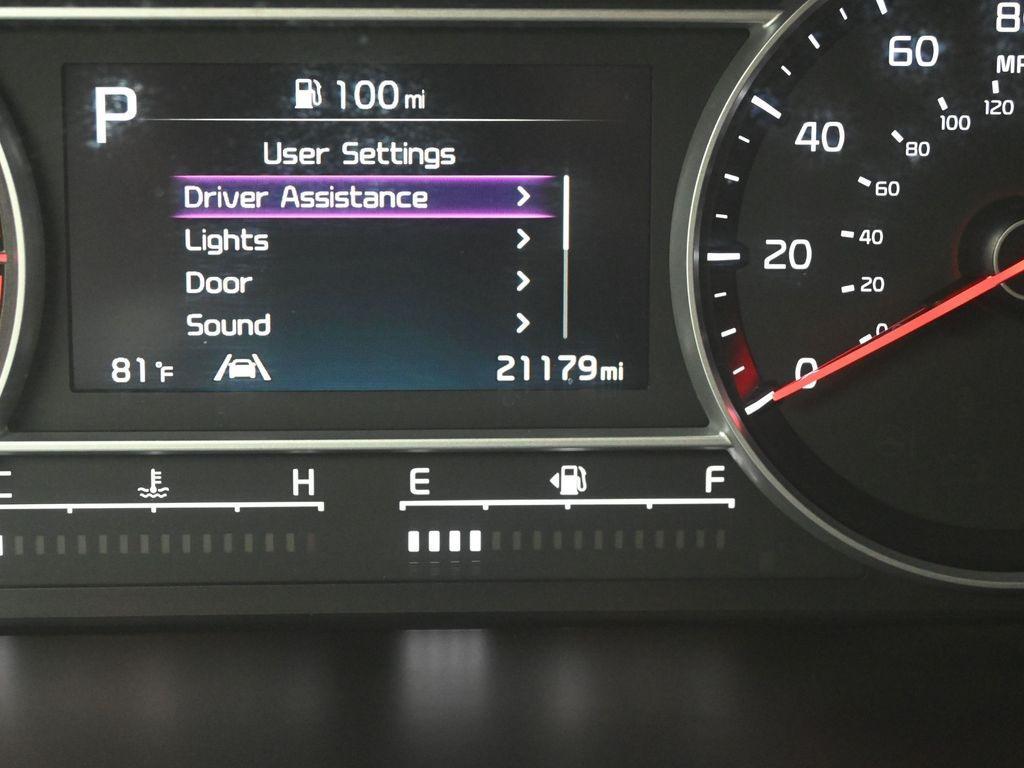 P
100 mi
User Settings
Driver Assistance >
Lights >
Door >
Sound >
81°F
21179 mi
C H
E F
0 20 40 60
0 20 40 60 80 100 120